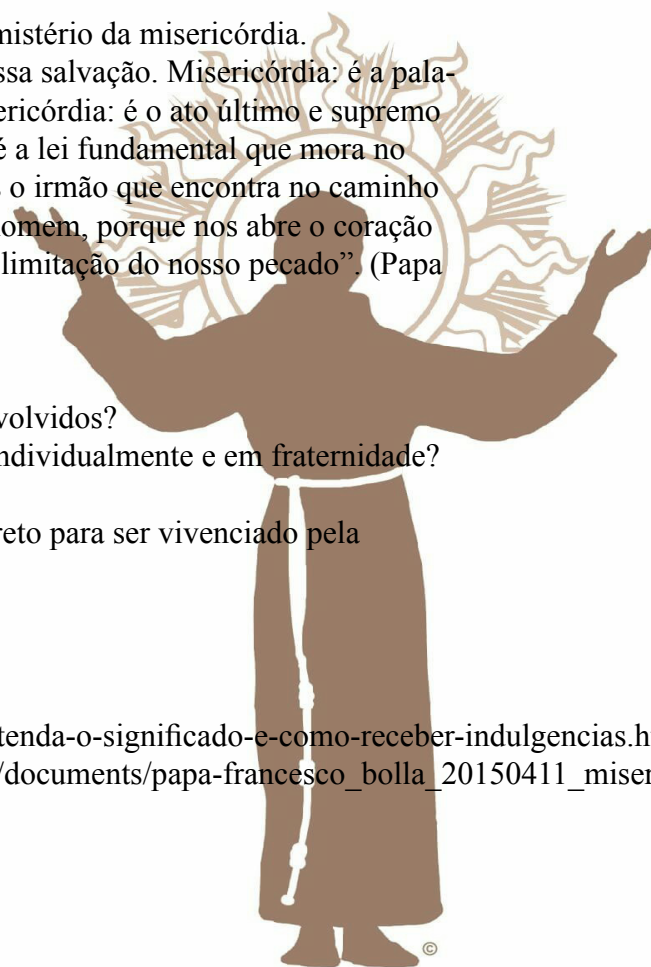 mistério da misericórdia.
ssa salvação. Misericórdia: é a pala-
ericórdia: é o ato último e supremo
é a lei fundamental que mora no
s o irmão que encontra no caminho
omem, porque nos abre o coração
limitação do nosso pecado”. (Papa
volvidos?
ndividualmente e em fraternidade?
reto para ser vivenciado pela
tenda-o-significado-e-como-receber-indulgencias.h
/documents/papa-francesco_bolla_20150411_miser
©